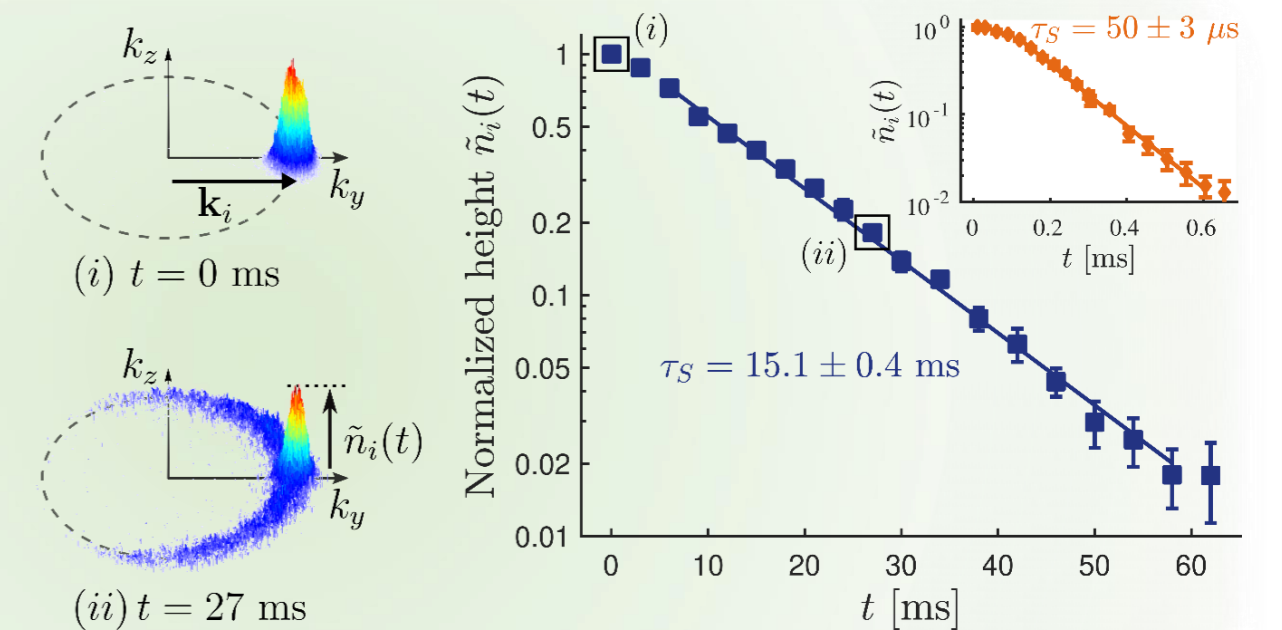 k_z
k_y
𝐤_i
(i) t = 0 ms
k_z
ñ_i(t)
k_y
(ii) t = 27 ms
Normalized height ñ_i(t)
1
0.5
0.2
0.1
0.05
0.02
0.01
(i)
(ii)
τ_S = 15.1 ± 0.4 ms
0 10 20 30 40 50 60
t [ms]
τ_S = 50 ± 3 μs
ñ_i(t)
10^0
10^-1
10^-2
0 0.2 0.4 0.6
t [ms]